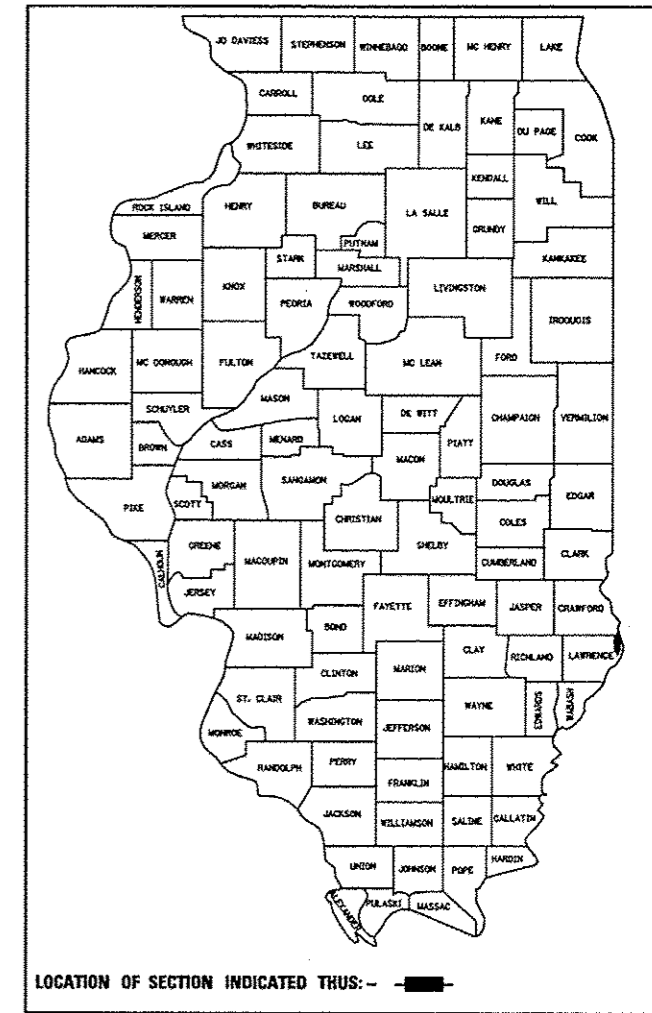 JO DAVIESS STEPHENSON WINNEBAGO BOONE MC HENRY LAKE
CARROLL OGLE DE KALB KANE DU PAGE COOK
WHITESIDE LEE
KENDALL WILL
ROCK ISLAND HENRY BUREAU LA SALLE GRUNDY
MERCER PUTNAM
STARK MARSHALL KANKAKEE
HENDERSON WARREN KNOX PEORIA WOODFORD LIVINGSTON IROQUOIS
HANCOCK MC DONOUGH FULTON TAZEWELL MC LEAN FORD
SCHUYLER MASON LOGAN DE WITT CHAMPAIGN VERMILION
ADAMS BROWN CASS MENARD MACON PIATT
PIKE SCOTT MORGAN SANGAMON MOULTRIE DOUGLAS EDGAR
CHRISTIAN COLES
CALHOUN GREENE MACOUPIN MONTGOMERY SHELBY CUMBERLAND CLARK
JERSEY FAYETTE EFFINGHAM JASPER CRAWFORD
MADISON BOND CLAY RICHLAND LAWRENCE
CLINTON MARION
ST. CLAIR WAYNE EDWARDS WABASH
MONROE WASHINGTON JEFFERSON
RANDOLPH PERRY HAMILTON WHITE
FRANKLIN
JACKSON WILLIAMSON SALINE GALLATIN
UNION JOHNSON POPE HARDIN
ALEXANDER PULASKI MASSAC
LOCATION OF SECTION INDICATED THUS:-